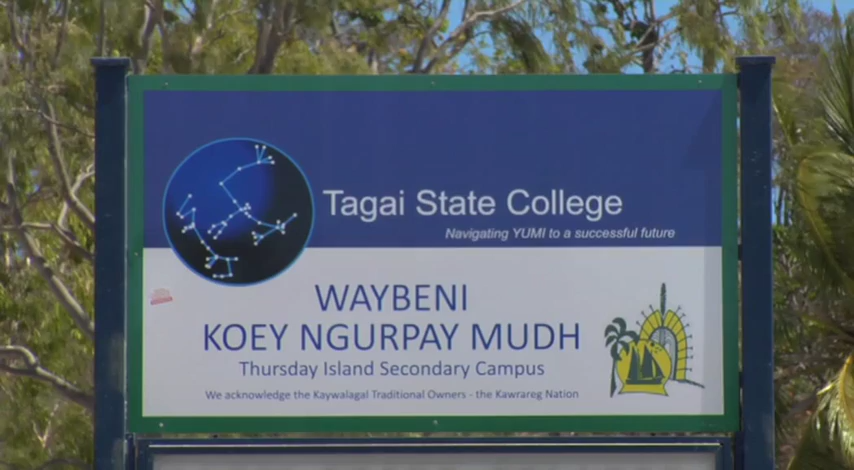 Tagai State College
Navigating YUMI to a successful future
WAYBENI
KOEY NGURPAY MUDH
Thursday Island Secondary Campus
We acknowledge the Kaywalagal Traditional Owners - the Kawrareg Nation